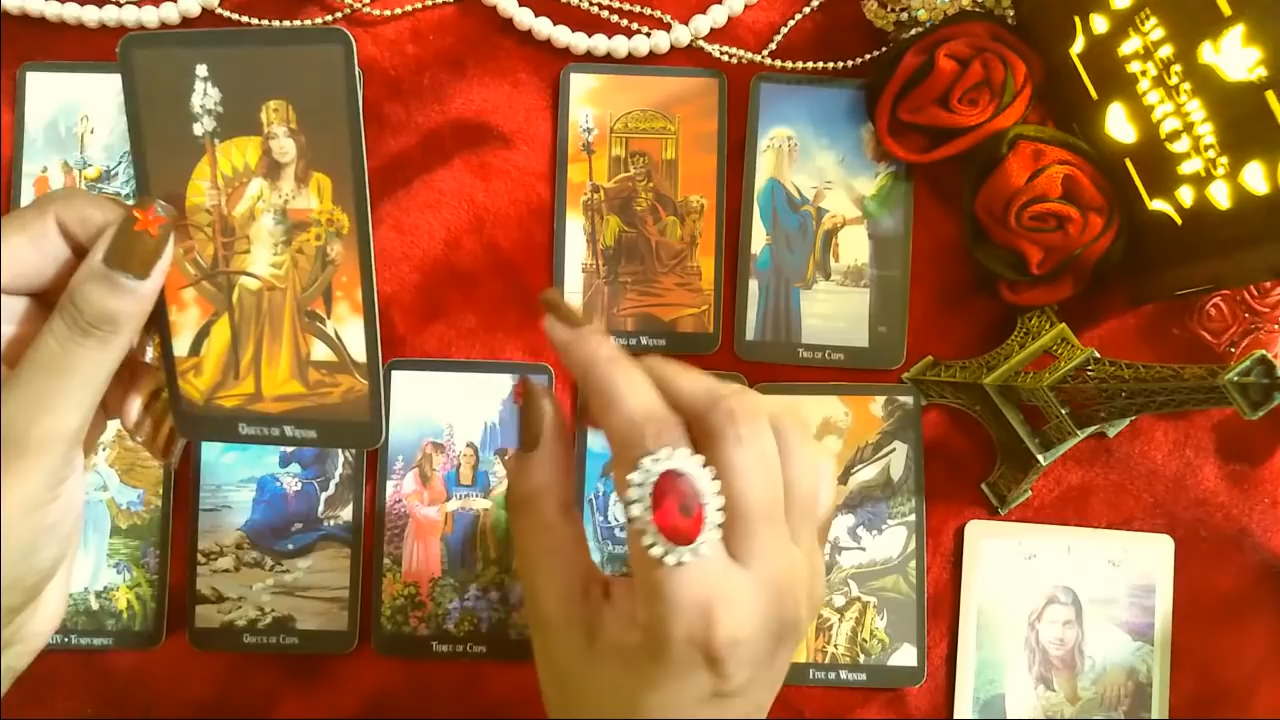 BLESSINGS
TAROT
QUEEN OF WANDS
KING OF WANDS
TWO OF CUPS
XIV • TEMPERANCE
QUEEN OF CUPS
THREE OF CUPS
FIVE OF WANDS